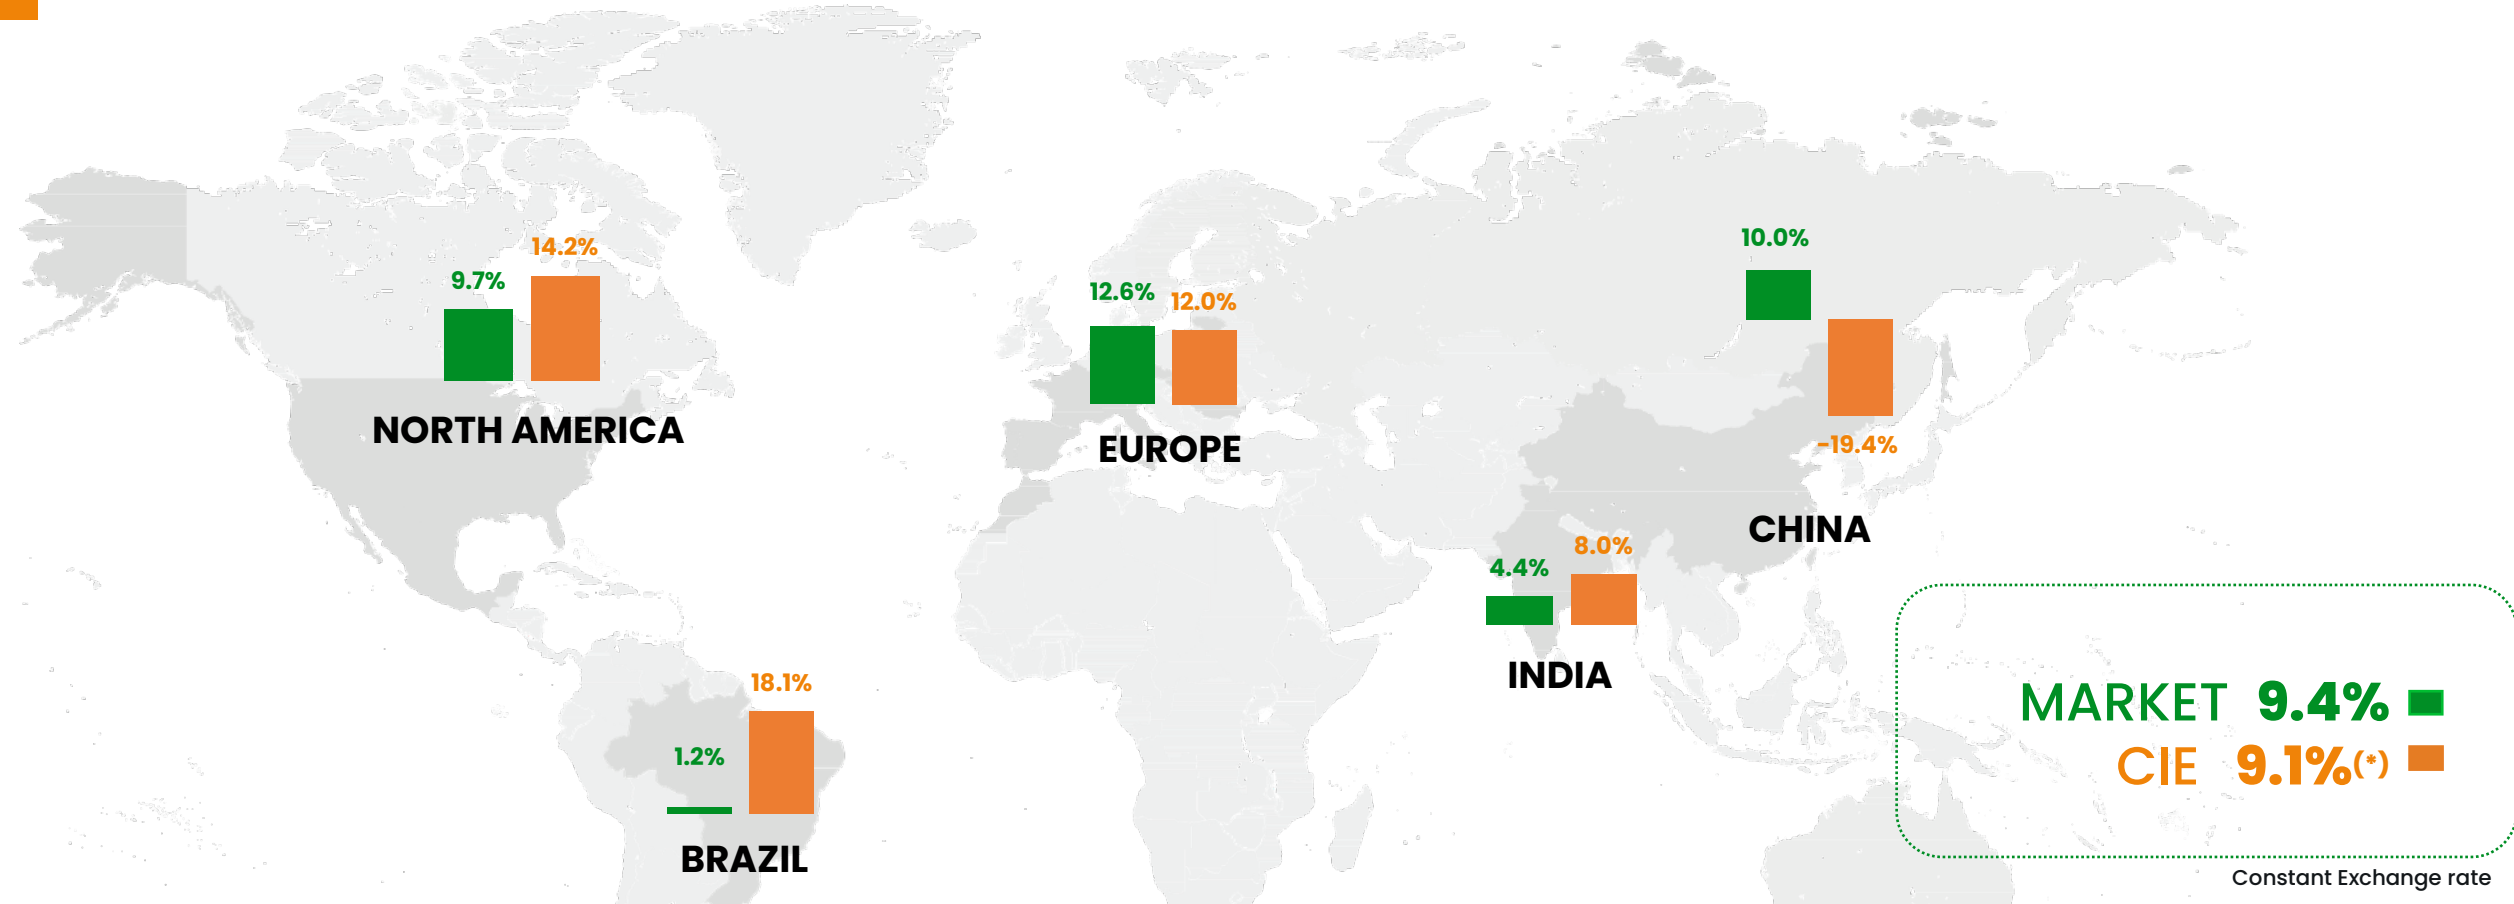 14.2%
9.7%
NORTH AMERICA
12.6%
12.0%
EUROPE
10.0%
-19.4%
CHINA
8.0%
4.4%
INDIA
18.1%
1.2%
BRAZIL
MARKET 9.4%
CIE 9.1%(*)
Constant Exchange rate